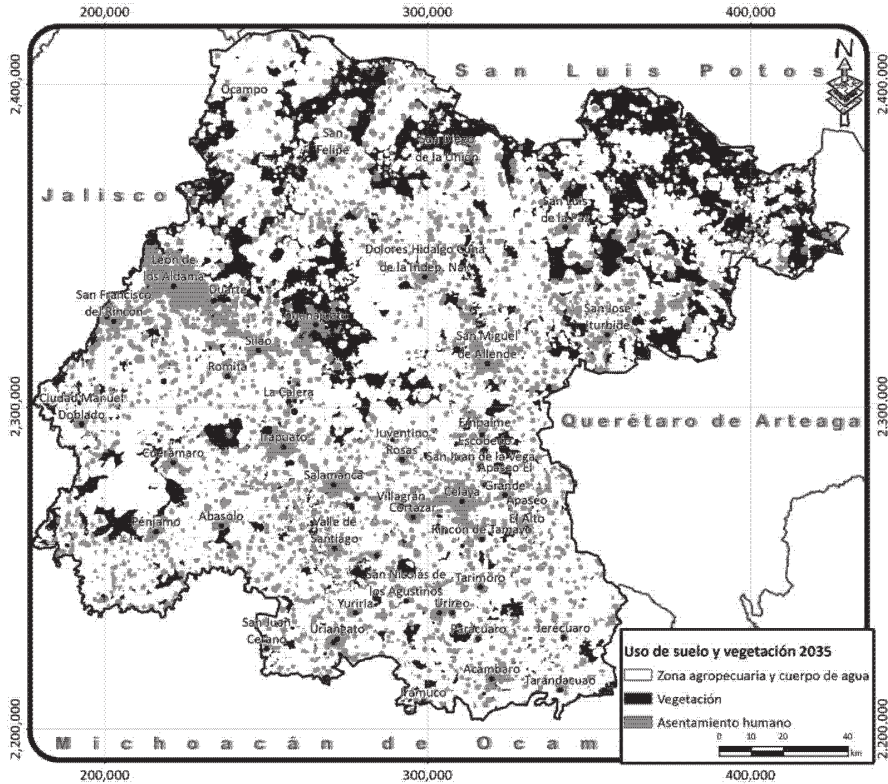 200,000 300,000 400,000
N
San Luis Potos
2,400,000 2,400,000
Ocampo
San
Felipe
San Diego
de la Unión
Jalisco
San Luis
de la Paz
Dolores Hidalgo Cuna
de la Indep. Nal.
León de
los Aldama
Duarte
San Francisco
del Rincón
Guanajuato
San José
Iturbide
Silao
San Miguel
de Allende
Romita
La Calera
Ciudad Manuel
Doblado
2,300,000 2,300,000
Querétaro de Arteaga
Empalme
Escobedo
Irapuato
Juventino
Rosas
San Juan de la Vega
Cuerámaro
Apaseo El
Grande
Salamanca
Celaya
Villagrán
Apaseo
El Alto
Cortazar
Pénjamo
Abasolo
Valle de
Santiago
Rincón de Tamayo
San Nicolás de
los Agustinos
Tarimoro
Yuriria
Urireo
San Juan
Cerano
Uriangato
Parácuaro
Jerécuaro
Acámbaro
Tarandacuao
Iramuco
Michoacán de Ocam
2,200,000 2,200,000
Uso de suelo y vegetación 2035
Zona agropecuaria y cuerpo de agua
Vegetación
Asentamiento humano
0 10 20 40
km
200,000 300,000 400,000